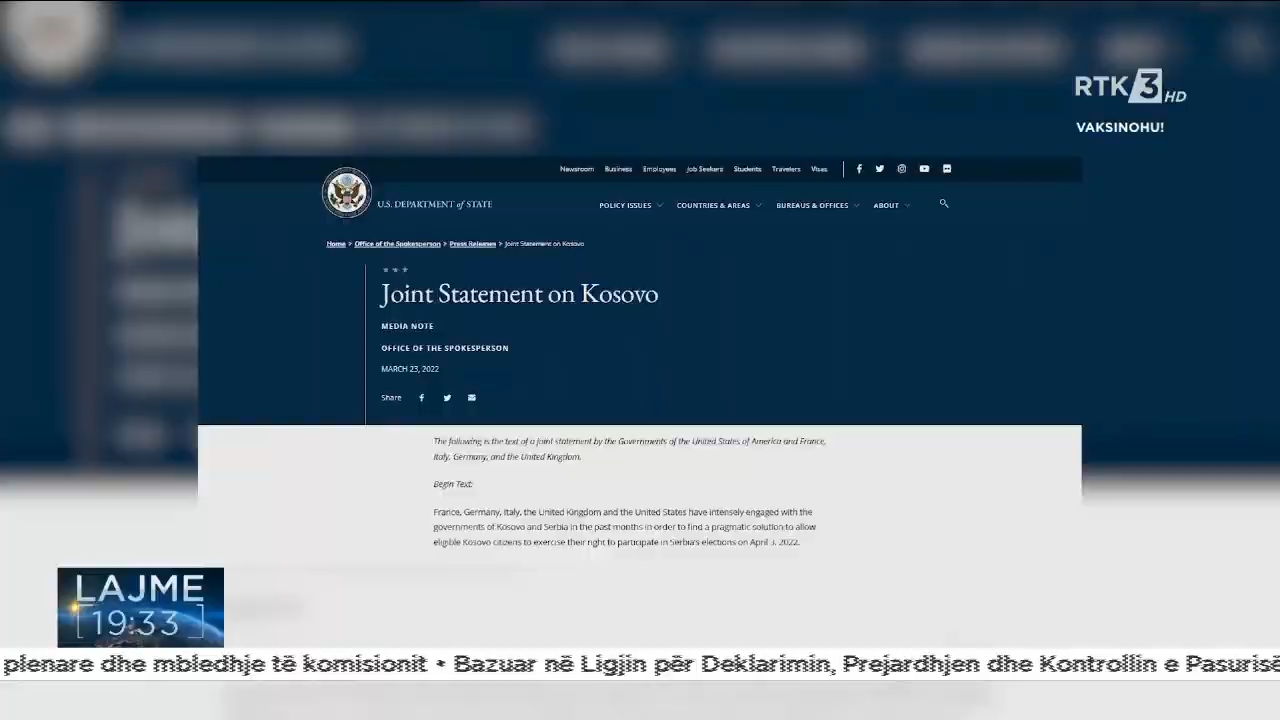 RTK 3 HD
VAKSINOHU!
Newsroom Business Employees Job Seekers Students Travelers Visas
U.S. DEPARTMENT of STATE
POLICY ISSUES COUNTRIES & AREAS BUREAUS & OFFICES ABOUT
Home > Office of the Spokesperson > Press Releases > Joint Statement on Kosovo
Joint Statement on Kosovo
MEDIA NOTE
OFFICE OF THE SPOKESPERSON
MARCH 23, 2022
Share
The following is the text of a joint statement by the Governments of the United States of America and France,
Italy, Germany, and the United Kingdom.
Begin Text:
France, Germany, Italy, the United Kingdom and the United States have intensely engaged with the
governments of Kosovo and Serbia in the past months in order to find a pragmatic solution to allow
eligible Kosovo citizens to exercise their right to participate in Serbia's elections on April 3, 2022.
LAJME
[19:33]
plenare dhe mbledhje të komisionit • Bazuar në Ligjin për Deklarimin, Prejardhjen dhe Kontrollin e Pasurisë